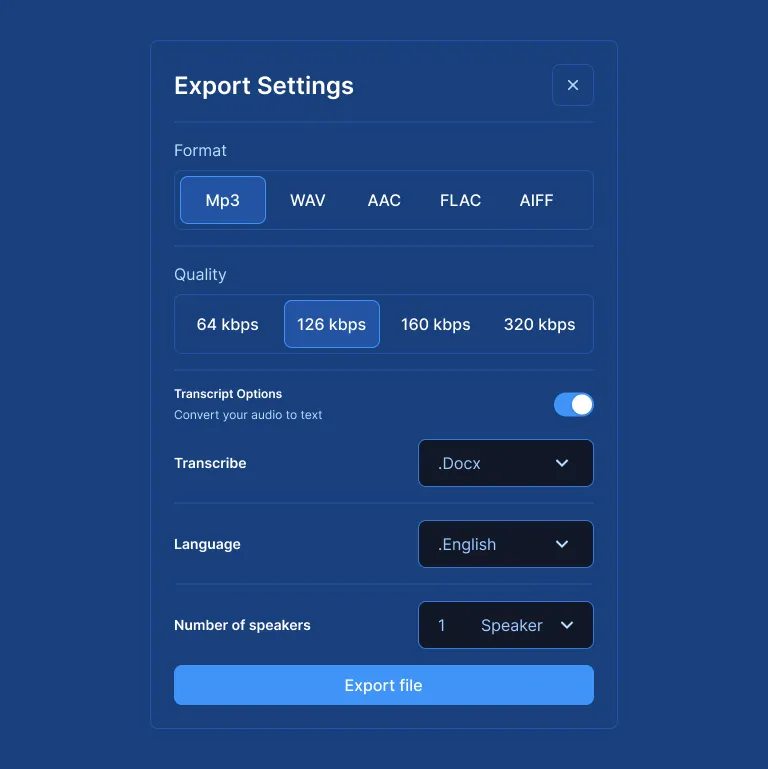 Export Settings
Format
Mp3 WAV AAC FLAC AIFF
Quality
64 kbps 126 kbps 160 kbps 320 kbps
Transcript Options
Convert your audio to text
Transcribe .Docx
Language .English
Number of speakers 1 Speaker
Export file